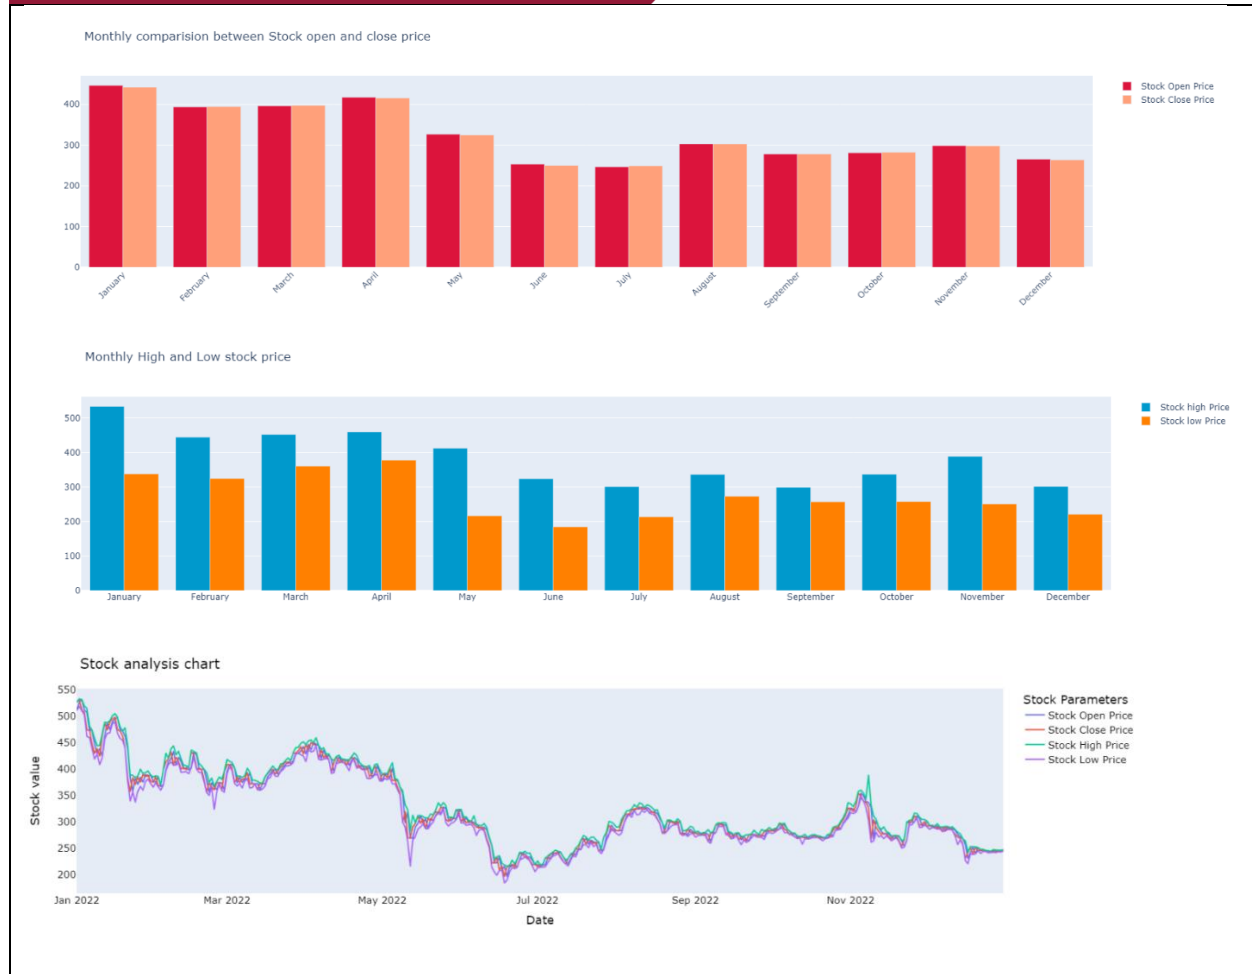 Monthly comparision between Stock open and close price
Stock Open Price
Stock Close Price
400
300
200
100
0
January
February
March
April
May
June
July
August
September
October
November
December
Monthly High and Low stock price
Stock high Price
Stock low Price
500
400
300
200
100
0
January
February
March
April
May
June
July
August
September
October
November
December
Stock analysis chart
Stock Parameters
Stock Open Price
Stock Close Price
Stock High Price
Stock Low Price
Stock value
550
500
450
400
350
300
250
200
Jan 2022
Mar 2022
May 2022
Jul 2022
Sep 2022
Nov 2022
Date